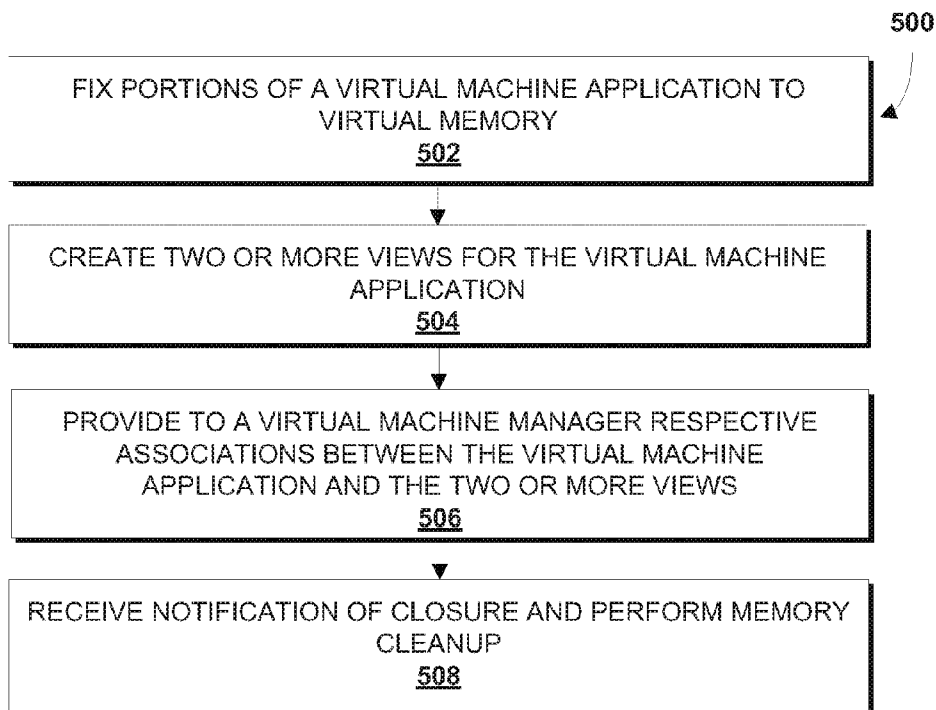 500
FIX PORTIONS OF A VIRTUAL MACHINE APPLICATION TO
VIRTUAL MEMORY
502
CREATE TWO OR MORE VIEWS FOR THE VIRTUAL MACHINE
APPLICATION
504
PROVIDE TO A VIRTUAL MACHINE MANAGER RESPECTIVE
ASSOCIATIONS BETWEEN THE VIRTUAL MACHINE
APPLICATION AND THE TWO OR MORE VIEWS
506
RECEIVE NOTIFICATION OF CLOSURE AND PERFORM MEMORY
CLEANUP
508